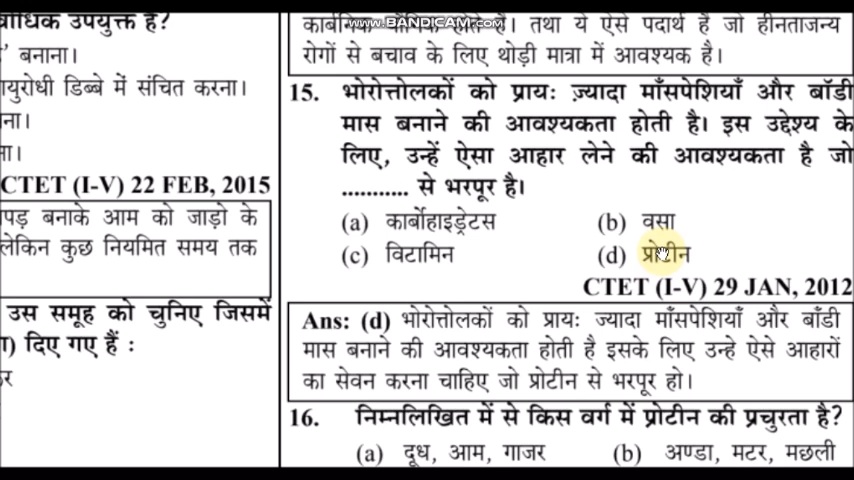 www.BANDICAM.com
ाधिक उपयुक्त है?
' बनाना।
ायुरोधी डिब्बे में संचित करना।
ना।
ा।
CTET (I-V) 22 FEB, 2015
पड़ बनाके आम को जाड़ो के
लेकिन कुछ नियमित समय तक
उस समूह को चुनिए जिसमें
ा) दिए गए हैं :
कार्बनिक यौगिक होते हैं। तथा ये ऐसे पदार्थ है जो हीनताजन्य
रोगों से बचाव के लिए थोड़ी मात्रा में आवश्यक है।
15. भोरोत्तोलकों को प्रायः ज़्यादा माँसपेशियाँ और बॉडी
मास बनाने की आवश्यकता होती है। इस उद्देश्य के
लिए, उन्हें ऐसा आहार लेने की आवश्यकता है जो
........... से भरपूर है।
(a) कार्बोहाइड्रेटस (b) वसा
(c) विटामिन (d) प्रोटीन
CTET (I-V) 29 JAN, 2012
Ans: (d) भोरोत्तोलकों को प्रायः ज्यादा माँसपेशियाँ और बॉडी
मास बनाने की आवश्यकता होती है इसके लिए उन्हे ऐसे आहारों
का सेवन करना चाहिए जो प्रोटीन से भरपूर हो।
16. निम्नलिखित में से किस वर्ग में प्रोटीन की प्रचुरता है?
(a) दूध, आम, गाजर (b) अण्डा, मटर, मछली